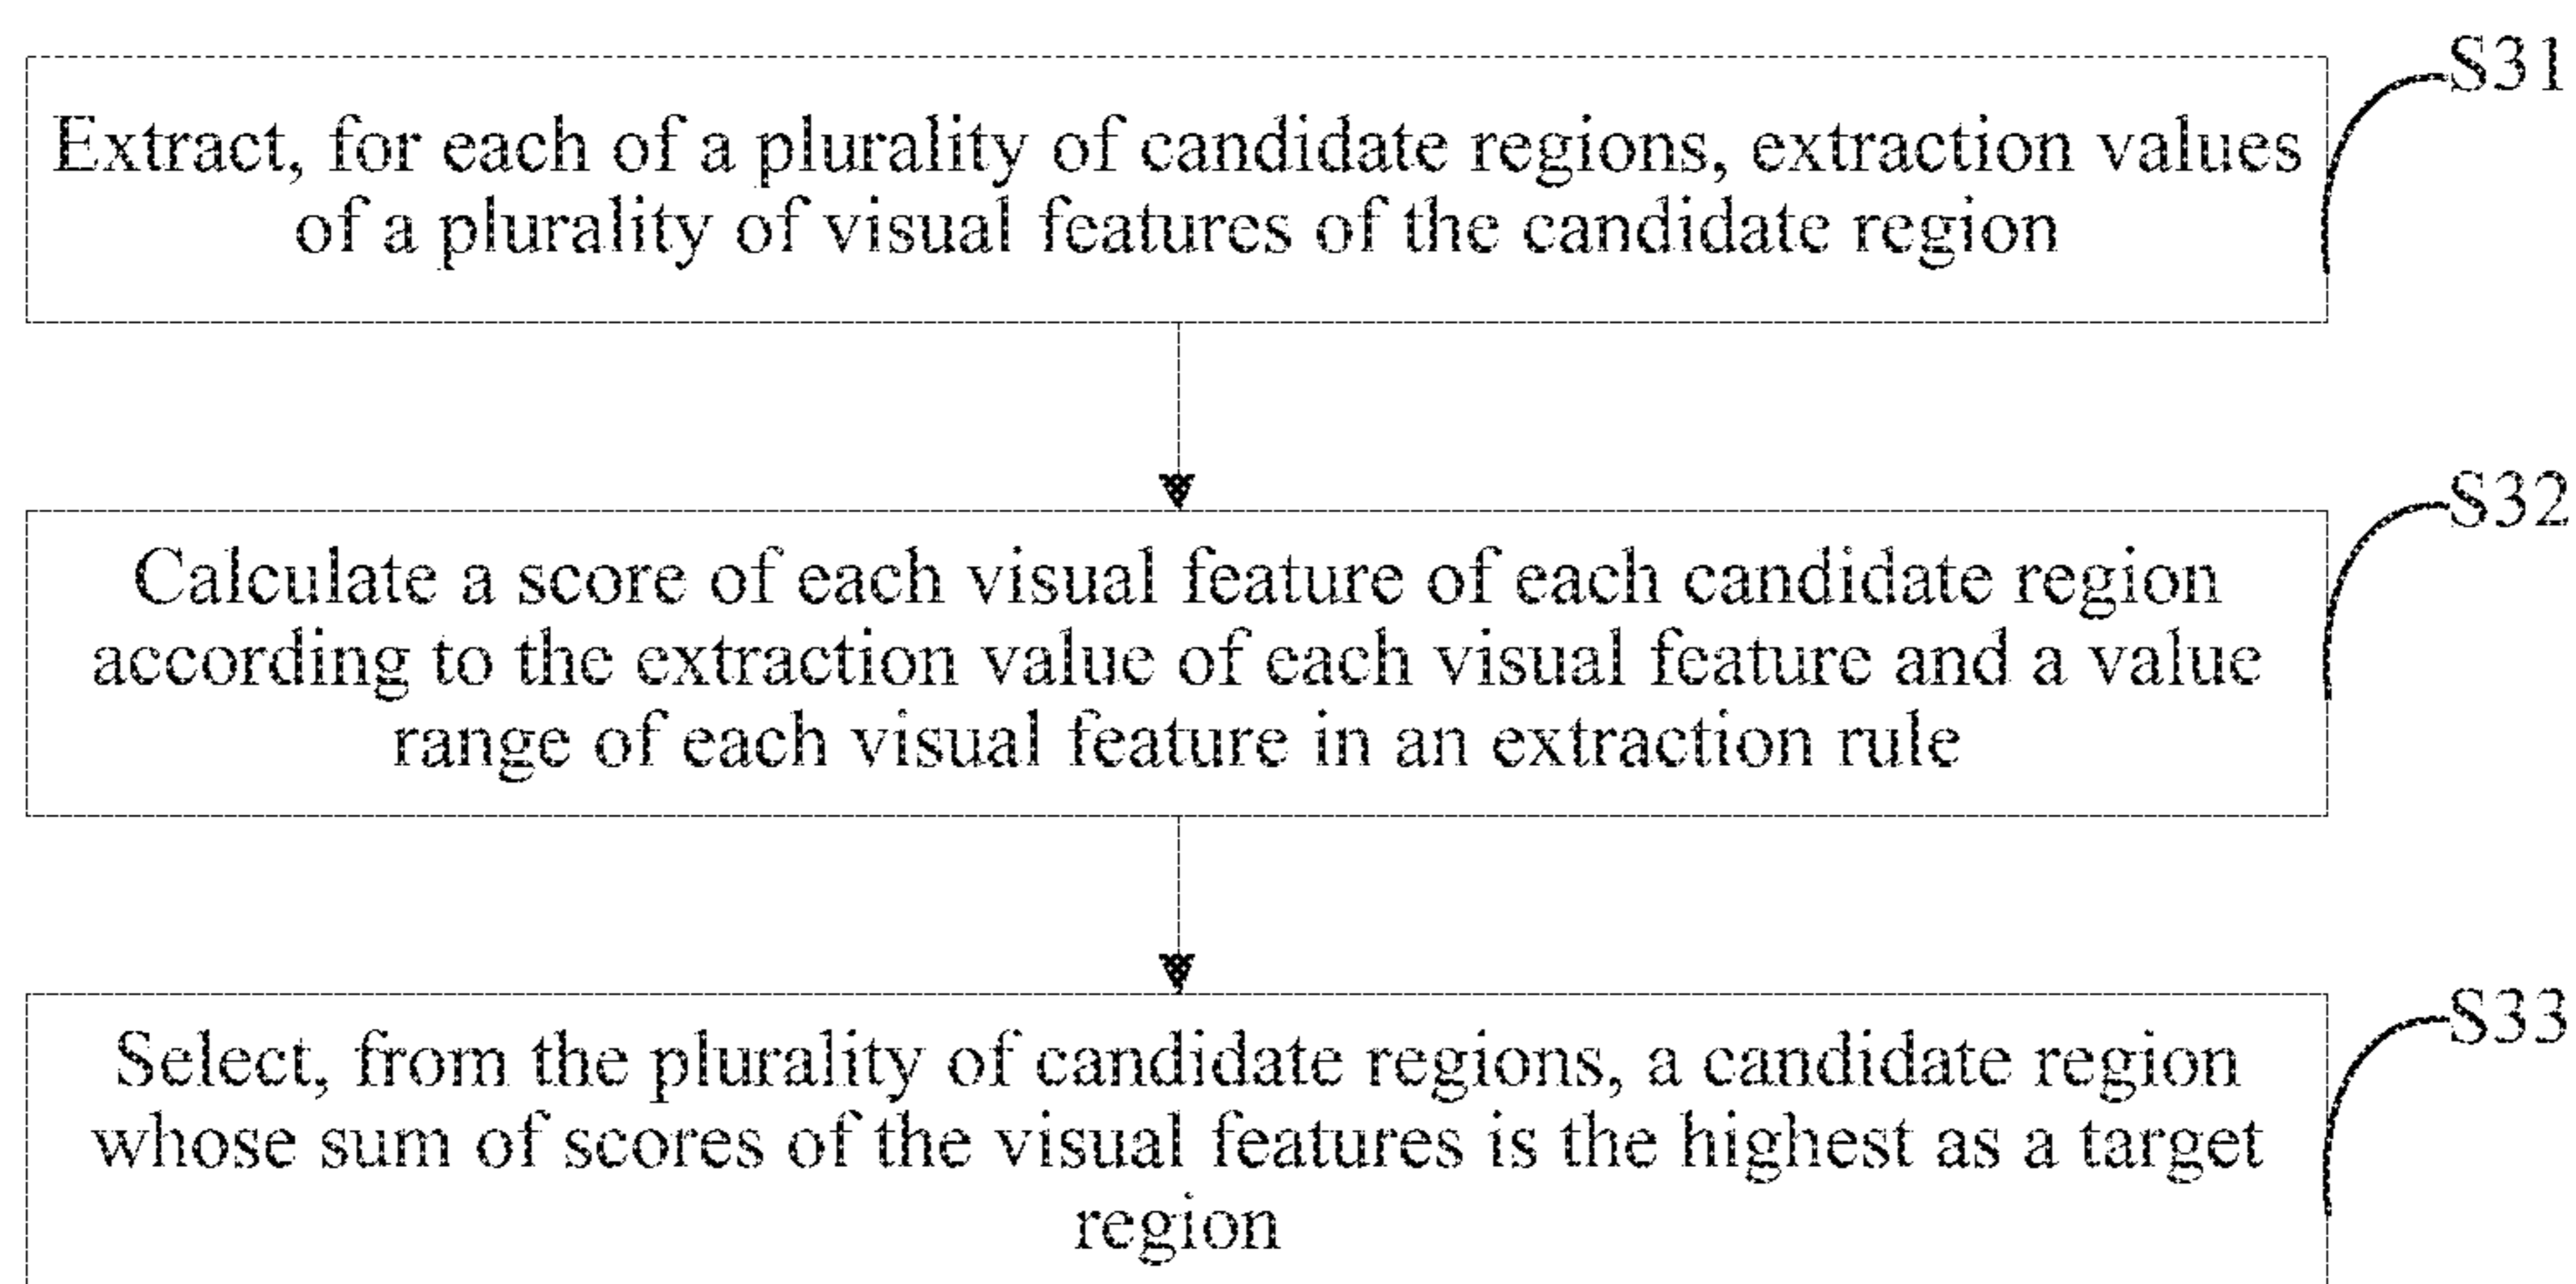 S31
Extract, for each of a plurality of candidate regions, extraction values
of a plurality of visual features of the candidate region
S32
Calculate a score of each visual feature of each candidate region
according to the extraction value of each visual feature and a value
range of each visual feature in an extraction rule
S33
Select, from the plurality of candidate regions, a candidate region
whose sum of scores of the visual features is the highest as a target
region